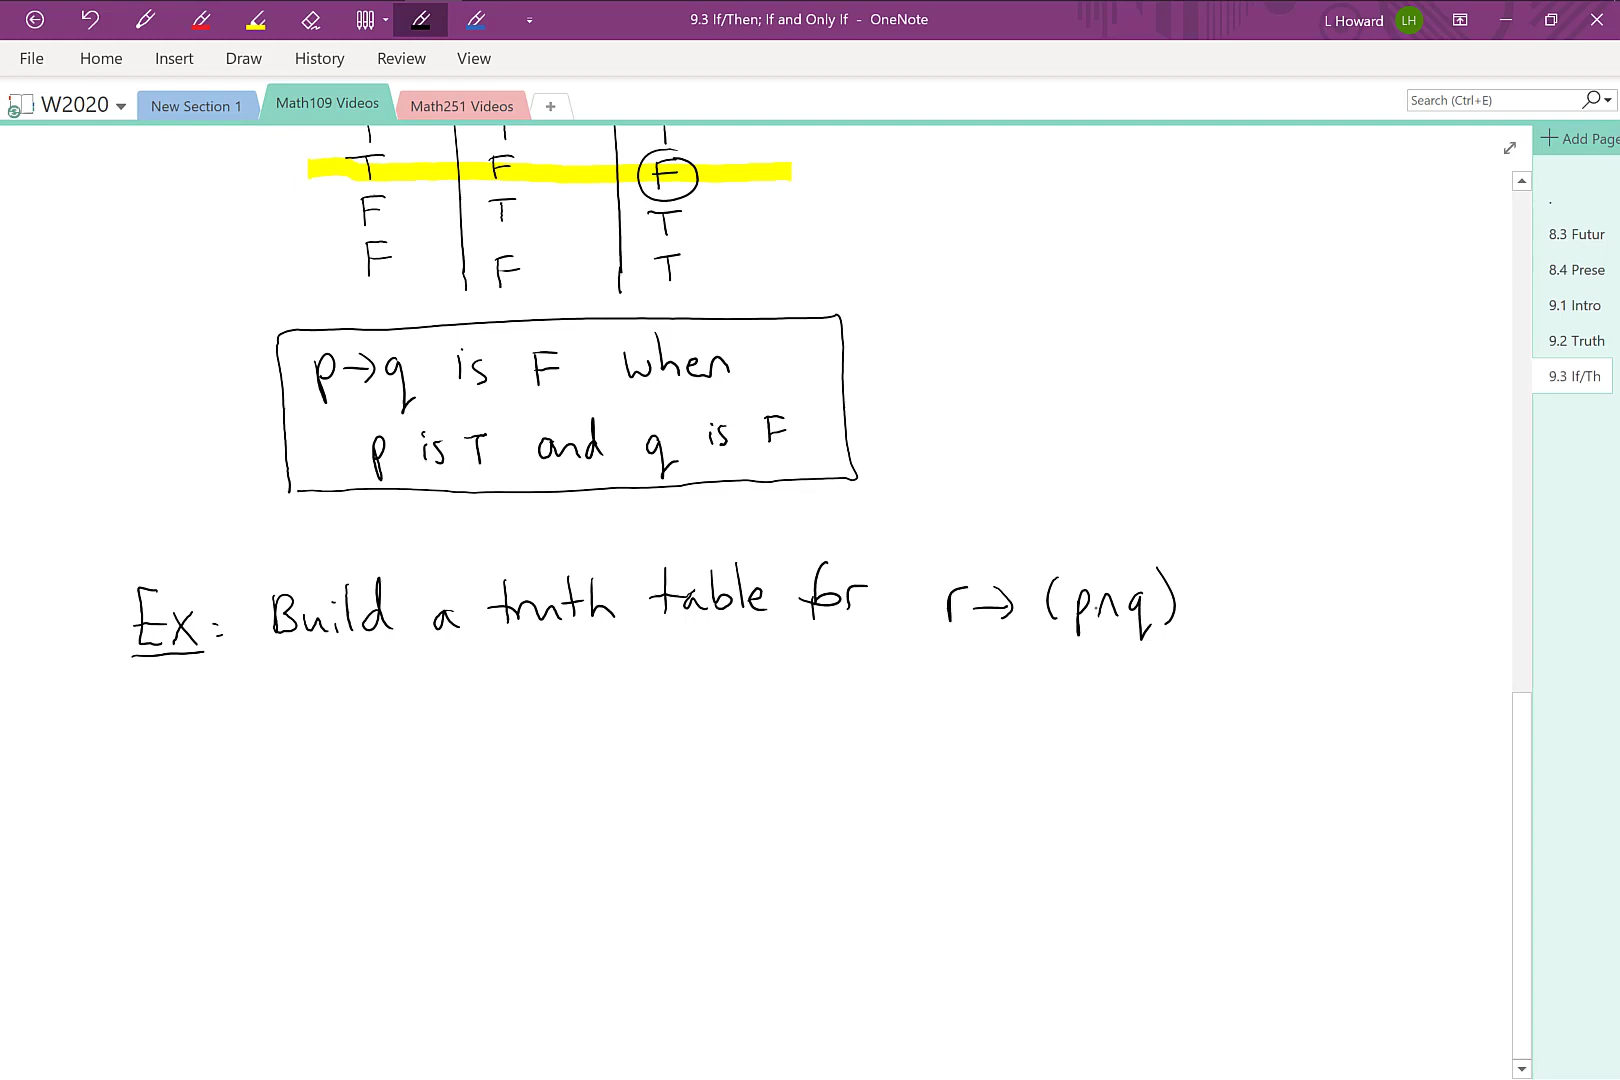 9.3 If/Then; If and Only If - OneNote
L Howard LH
File Home Insert Draw History Review View
W2020 New Section 1 Math109 Videos Math251 Videos +
Search (Ctrl+E)
Add Page
T F F
F T T
F F T
p→q is F when
p is T and q is F
Ex: Build a truth table for r→ (p∧q)
.
8.3 Futur
8.4 Prese
9.1 Intro
9.2 Truth
9.3 If/Th